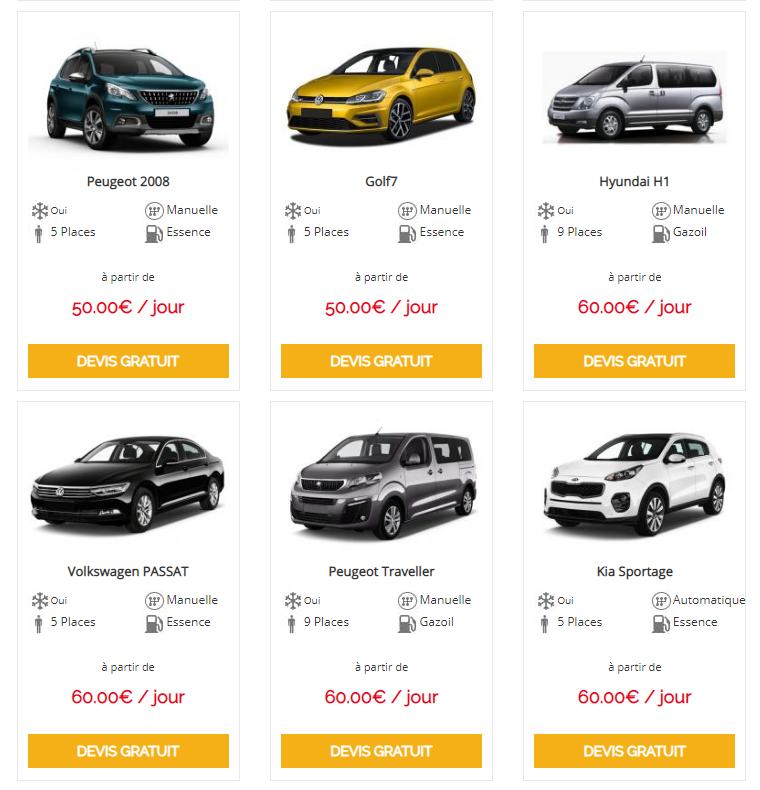 Peugeot 2008
Oui Manuelle
5 Places Essence
à partir de
50.00€ / jour
DEVIS GRATUIT
Golf7
Oui Manuelle
5 Places Essence
à partir de
50.00€ / jour
DEVIS GRATUIT
Hyundai H1
Oui Manuelle
9 Places Gazoil
à partir de
60.00€ / jour
DEVIS GRATUIT
Volkswagen PASSAT
Oui Manuelle
5 Places Essence
à partir de
60.00€ / jour
DEVIS GRATUIT
Peugeot Traveller
Oui Manuelle
9 Places Gazoil
à partir de
60.00€ / jour
DEVIS GRATUIT
Kia Sportage
Oui Automatique
5 Places Essence
à partir de
60.00€ / jour
DEVIS GRATUIT